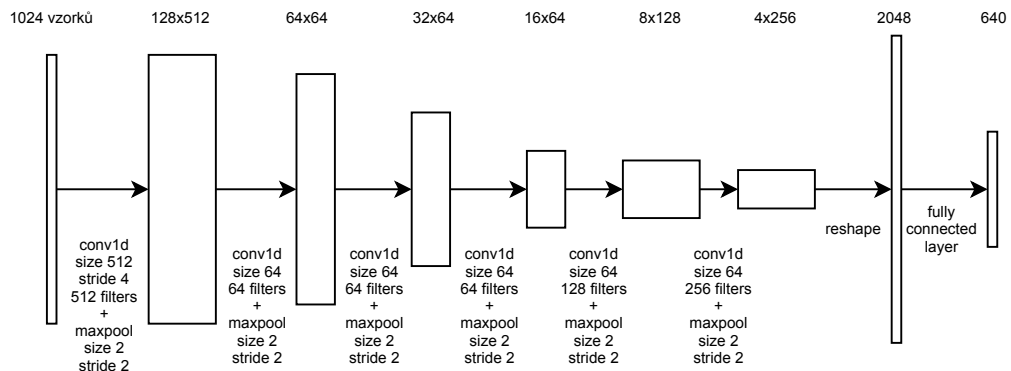 1024 vzorků
128x512
64x64
32x64
16x64
8x128
4x256
2048
640
conv1d
size 512
stride 4
512 filters
+
maxpool
size 2
stride 2
conv1d
size 64
64 filters
+
maxpool
size 2
stride 2
conv1d
size 64
64 filters
+
maxpool
size 2
stride 2
conv1d
size 64
64 filters
+
maxpool
size 2
stride 2
conv1d
size 64
128 filters
+
maxpool
size 2
stride 2
conv1d
size 64
256 filters
+
maxpool
size 2
stride 2
reshape
fully
connected
layer